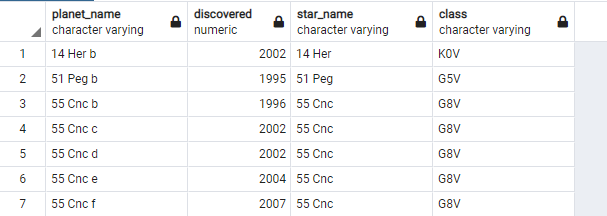 planet_name discovered star_name class
character varying numeric character varying character varying
1 14 Her b 2002 14 Her K0V
2 51 Peg b 1995 51 Peg G5V
3 55 Cnc b 1996 55 Cnc G8V
4 55 Cnc c 2002 55 Cnc G8V
5 55 Cnc d 2002 55 Cnc G8V
6 55 Cnc e 2004 55 Cnc G8V
7 55 Cnc f 2007 55 Cnc G8V